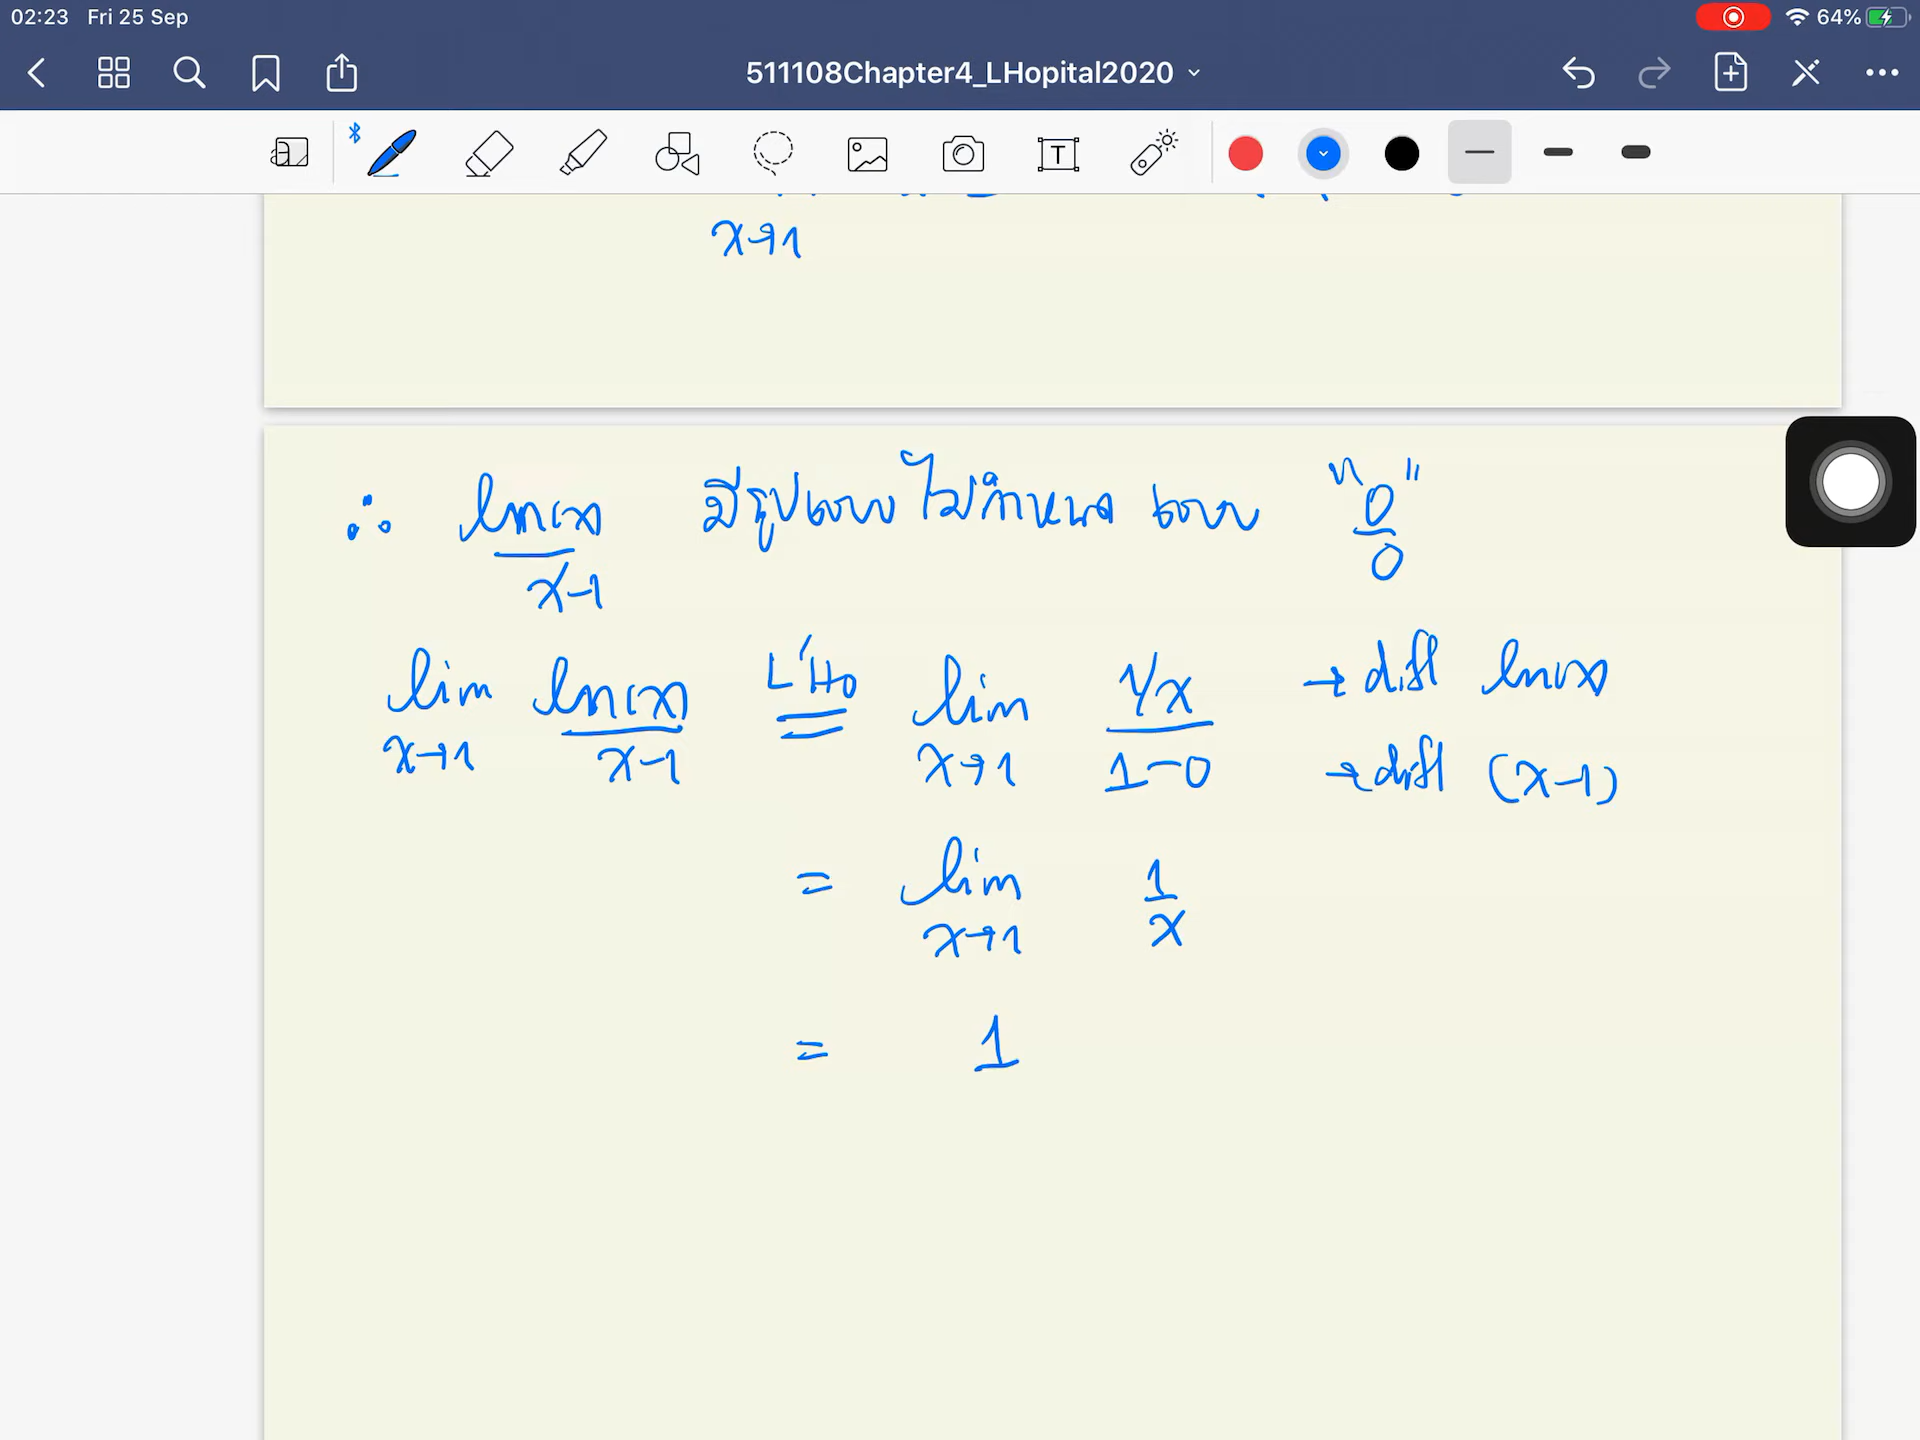 02:23 Fri 25 Sep 64%
511108Chapter4_LHopital2020
x→1
∴ ln(x)/(x-1) มีรูปแบบไม่กำหนด แบบ "0/0"
lim x→1 ln(x)/(x-1) L'Ho = lim x→1 (1/x)/(1-0) → diff ln(x)
→ diff (x-1)
= lim x→1 1/x
= 1